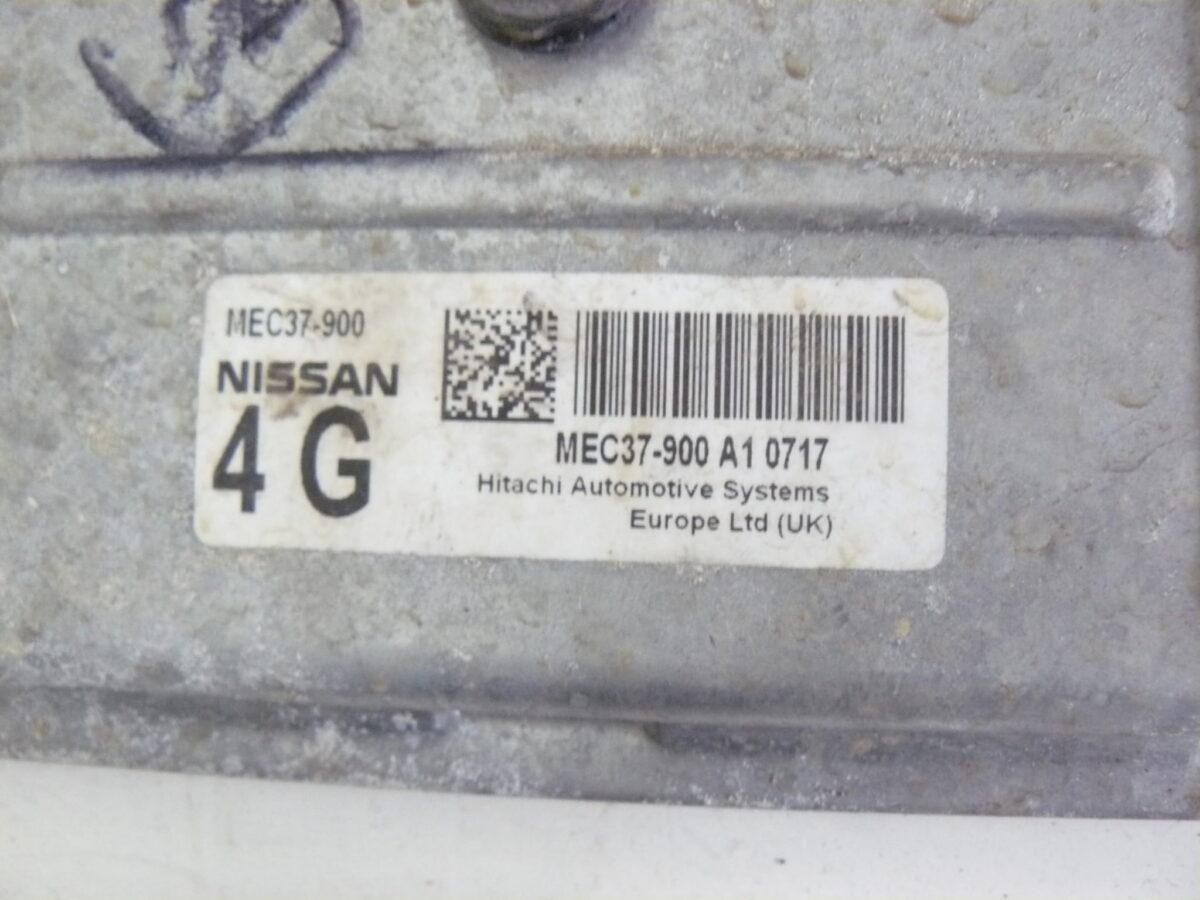 MEC37-900
NISSAN
4 G
MEC37-900 A1 0717
Hitachi Automotive Systems
Europe Ltd (UK)